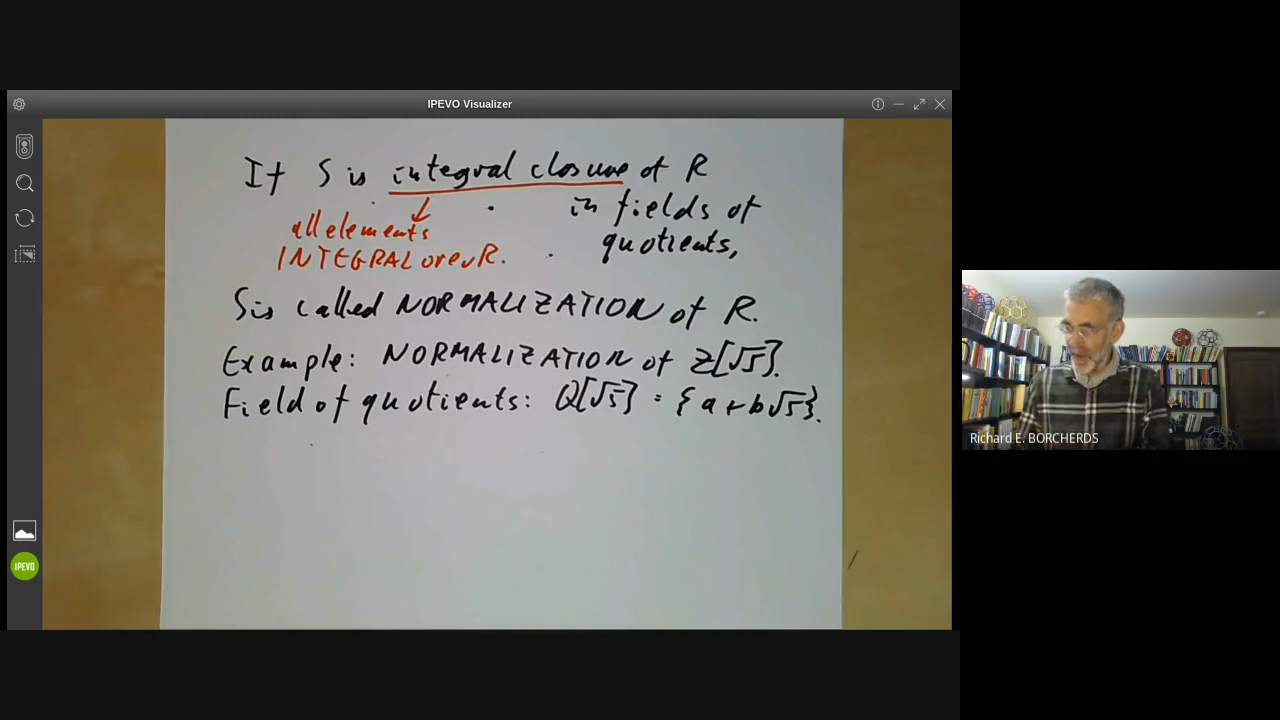 IPEVO Visualizer
If S is integral closure of R
in fields of
quotients,
all elements
INTEGRAL over R.
S is called NORMALIZATION of R.
Example: NORMALIZATION of Z[√5].
Field of quotients: Q[√5] = {a+b√5}.
IPEVO
Richard E. BORCHERDS